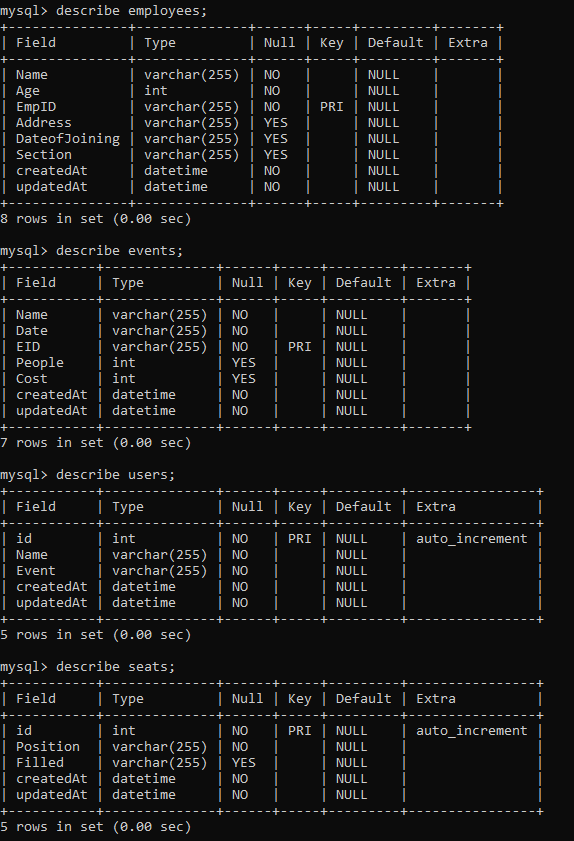 mysql> describe employees;
+---------------+--------------+------+-----+---------+-------+
| Field         | Type         | Null | Key | Default | Extra |
+---------------+--------------+------+-----+---------+-------+
| Name          | varchar(255) | NO   |     | NULL    |       |
| Age           | int          | NO   |     | NULL    |       |
| EmpID         | varchar(255) | NO   | PRI | NULL    |       |
| Address       | varchar(255) | YES  |     | NULL    |       |
| DateofJoining | varchar(255) | YES  |     | NULL    |       |
| Section       | varchar(255) | YES  |     | NULL    |       |
| createdAt     | datetime     | NO   |     | NULL    |       |
| updatedAt     | datetime     | NO   |     | NULL    |       |
+---------------+--------------+------+-----+---------+-------+
8 rows in set (0.00 sec)

mysql> describe events;
+-----------+--------------+------+-----+---------+-------+
| Field     | Type         | Null | Key | Default | Extra |
+-----------+--------------+------+-----+---------+-------+
| Name      | varchar(255) | NO   |     | NULL    |       |
| Date      | varchar(255) | NO   |     | NULL    |       |
| EID       | varchar(255) | NO   | PRI | NULL    |       |
| People    | int          | YES  |     | NULL    |       |
| Cost      | int          | YES  |     | NULL    |       |
| createdAt | datetime     | NO   |     | NULL    |       |
| updatedAt | datetime     | NO   |     | NULL    |       |
+-----------+--------------+------+-----+---------+-------+
7 rows in set (0.00 sec)

mysql> describe users;
+-----------+--------------+------+-----+---------+----------------+
| Field     | Type         | Null | Key | Default | Extra          |
+-----------+--------------+------+-----+---------+----------------+
| id        | int          | NO   | PRI | NULL    | auto_increment |
| Name      | varchar(255) | NO   |     | NULL    |                |
| Event     | varchar(255) | NO   |     | NULL    |                |
| createdAt | datetime     | NO   |     | NULL    |                |
| updatedAt | datetime     | NO   |     | NULL    |                |
+-----------+--------------+------+-----+---------+----------------+
5 rows in set (0.00 sec)

mysql> describe seats;
+-----------+--------------+------+-----+---------+----------------+
| Field     | Type         | Null | Key | Default | Extra          |
+-----------+--------------+------+-----+---------+----------------+
| id        | int          | NO   | PRI | NULL    | auto_increment |
| Position  | varchar(255) | NO   |     | NULL    |                |
| Filled    | varchar(255) | YES  |     | NULL    |                |
| createdAt | datetime     | NO   |     | NULL    |                |
| updatedAt | datetime     | NO   |     | NULL    |                |
+-----------+--------------+------+-----+---------+----------------+
5 rows in set (0.00 sec)